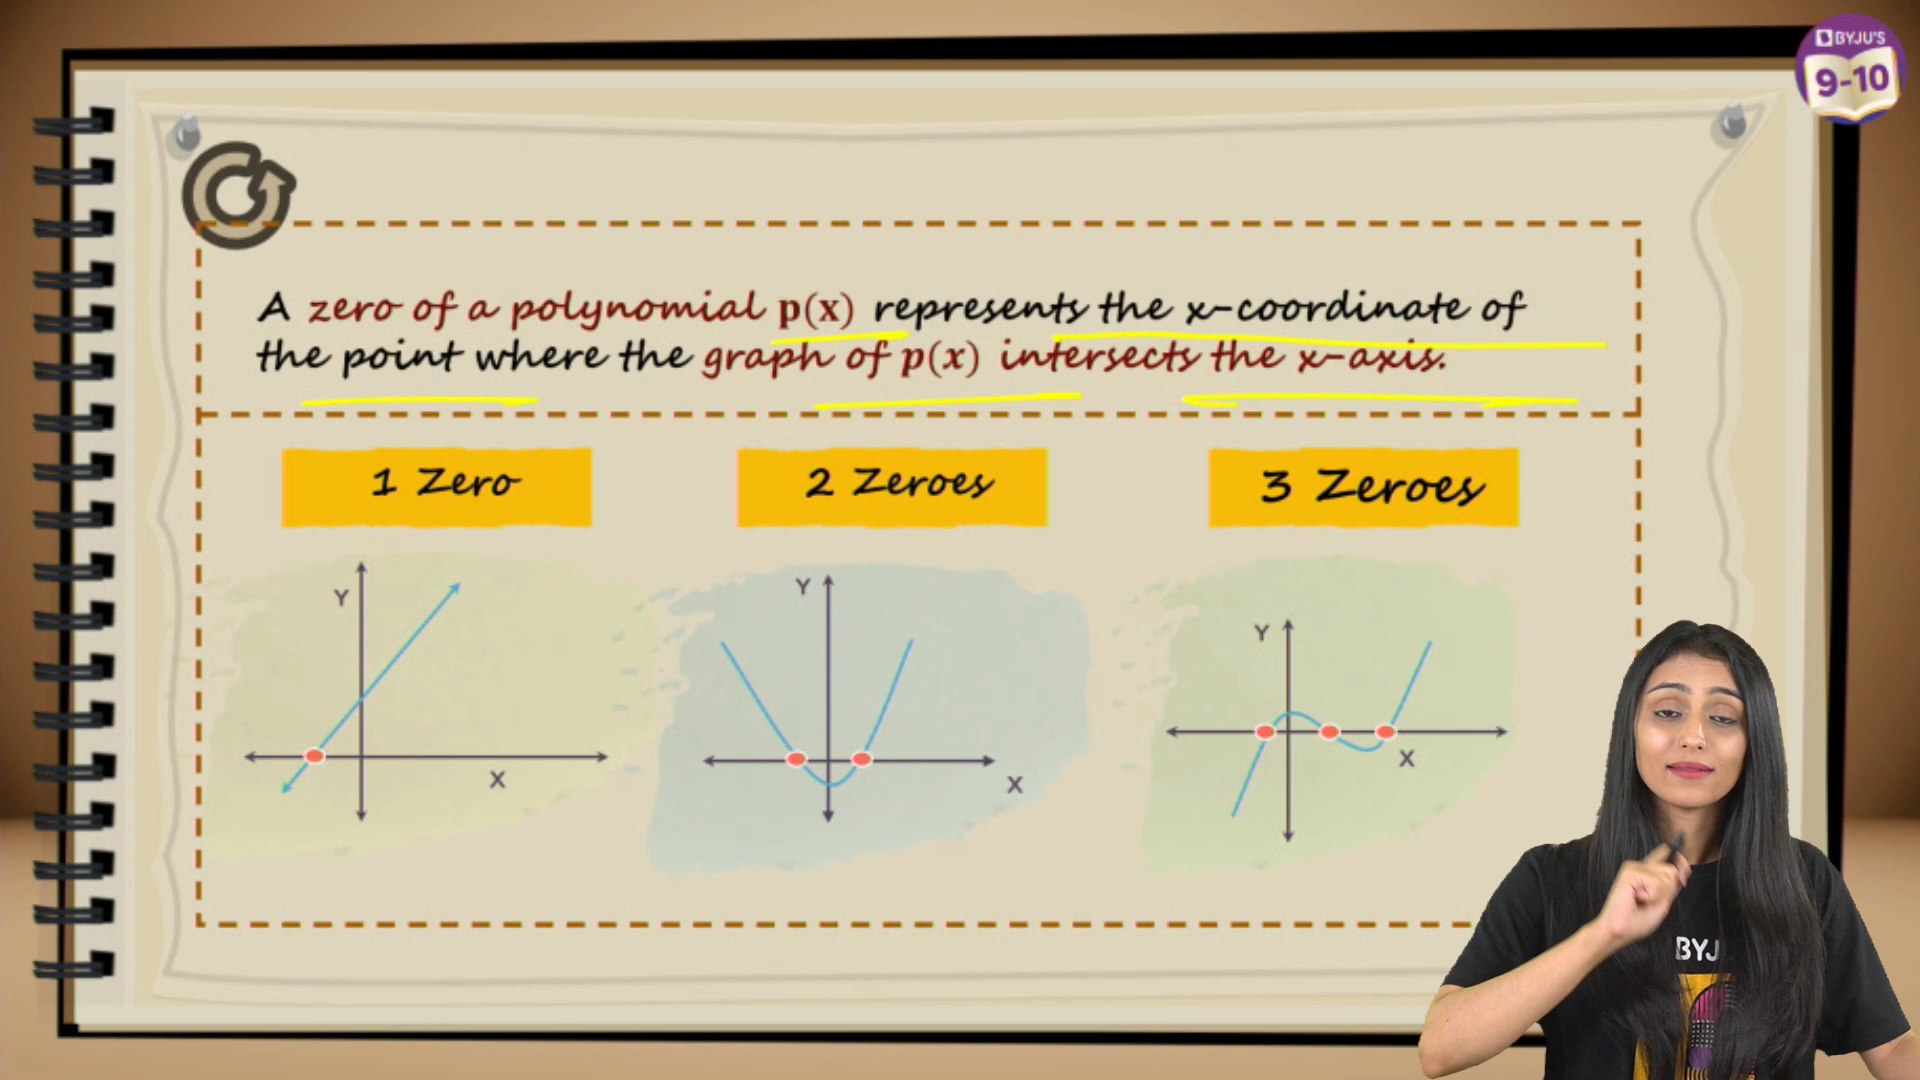 BYJU'S
9-10
A zero of a polynomial p(x) represents the x-coordinate of
the point where the graph of p(x) intersects the x-axis.
1 Zero
2 Zeroes
3 Zeroes
Y
X
Y
X
Y
X
BYJ